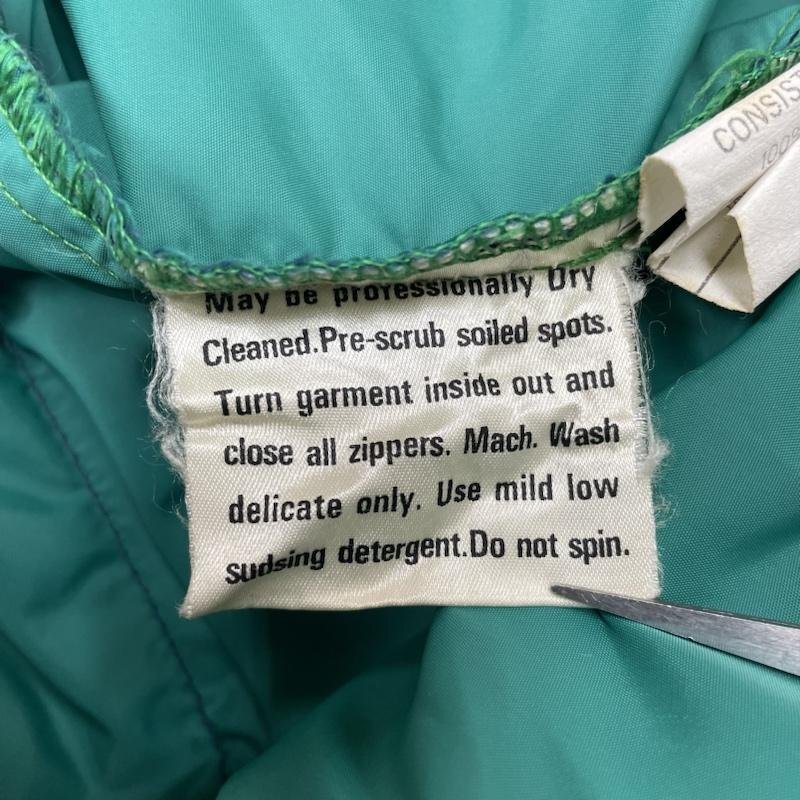 May be professionally Dry
Cleaned.Pre-scrub soiled spots.
Turn garment inside out and
close all zippers. Mach. Wash
delicate only. Use mild low
sudsing detergent.Do not spin.
100%